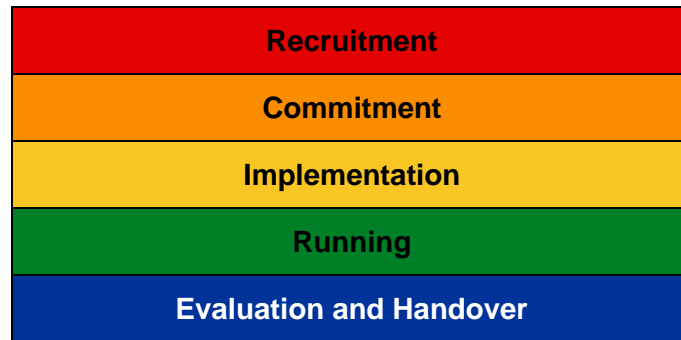 Recruitment
Commitment
Implementation
Running
Evaluation and Handover